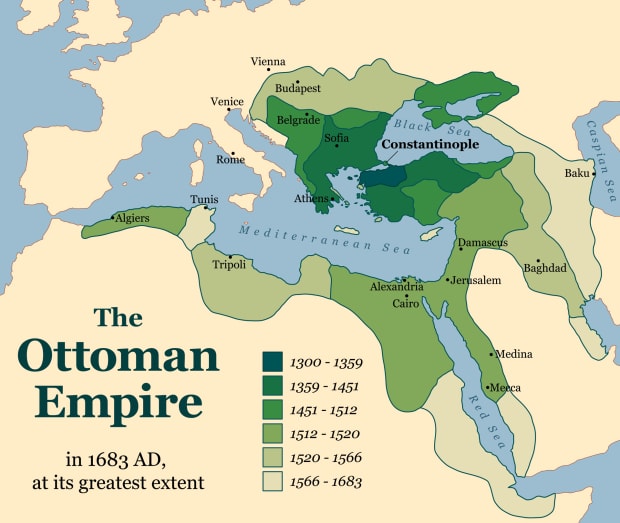 Vienna
Budapest
Venice
Belgrade
Black Sea
Sofia
Constantinople
Caspian Sea
Rome
Baku
Tunis
Athens
Algiers
Mediterranean Sea
Damascus
Tripoli
Baghdad
Alexandria
Jerusalem
Cairo
Medina
Mecca
Red Sea
The
Ottoman
Empire
in 1683 AD,
at its greatest extent
1300 - 1359
1359 - 1451
1451 - 1512
1512 - 1520
1520 - 1566
1566 - 1683